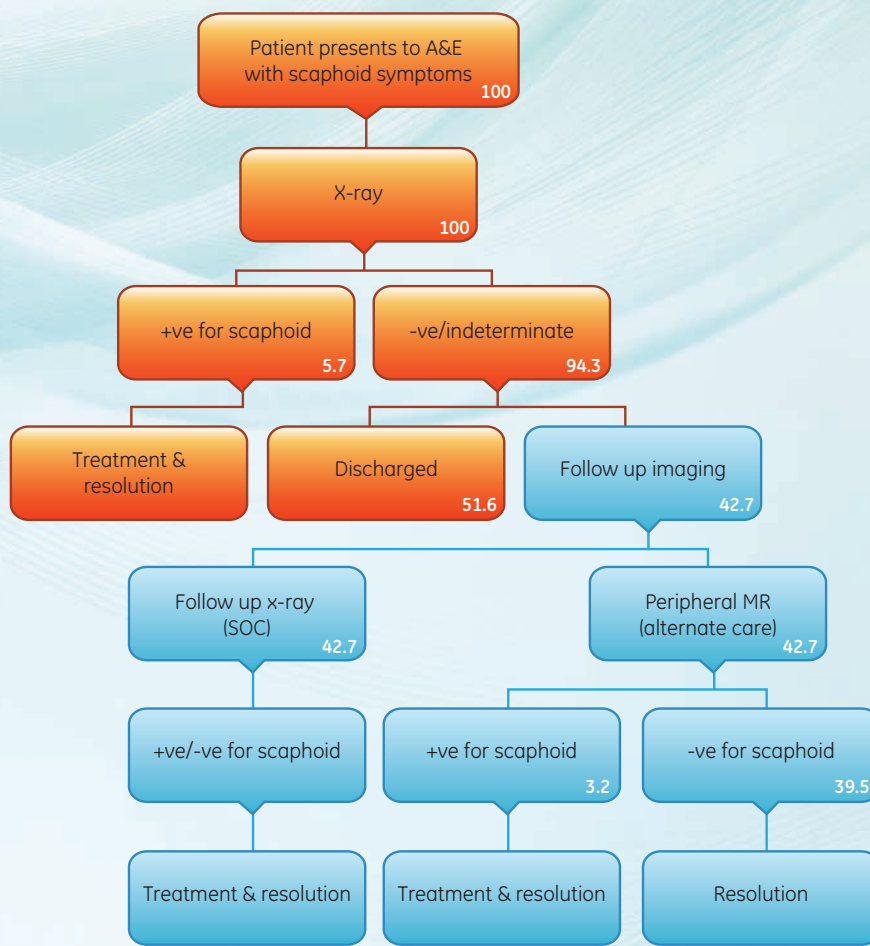 Patient presents to A&E
with scaphoid symptoms
100
X-ray
100
+ve for scaphoid
5.7
-ve/indeterminate
94.3
Treatment &
resolution
Discharged
51.6
Follow up imaging
42.7
Follow up x-ray
(SOC)
42.7
Peripheral MR
(alternate care)
42.7
+ve/-ve for scaphoid
+ve for scaphoid
3.2
-ve for scaphoid
39.5
Treatment & resolution
Treatment & resolution
Resolution